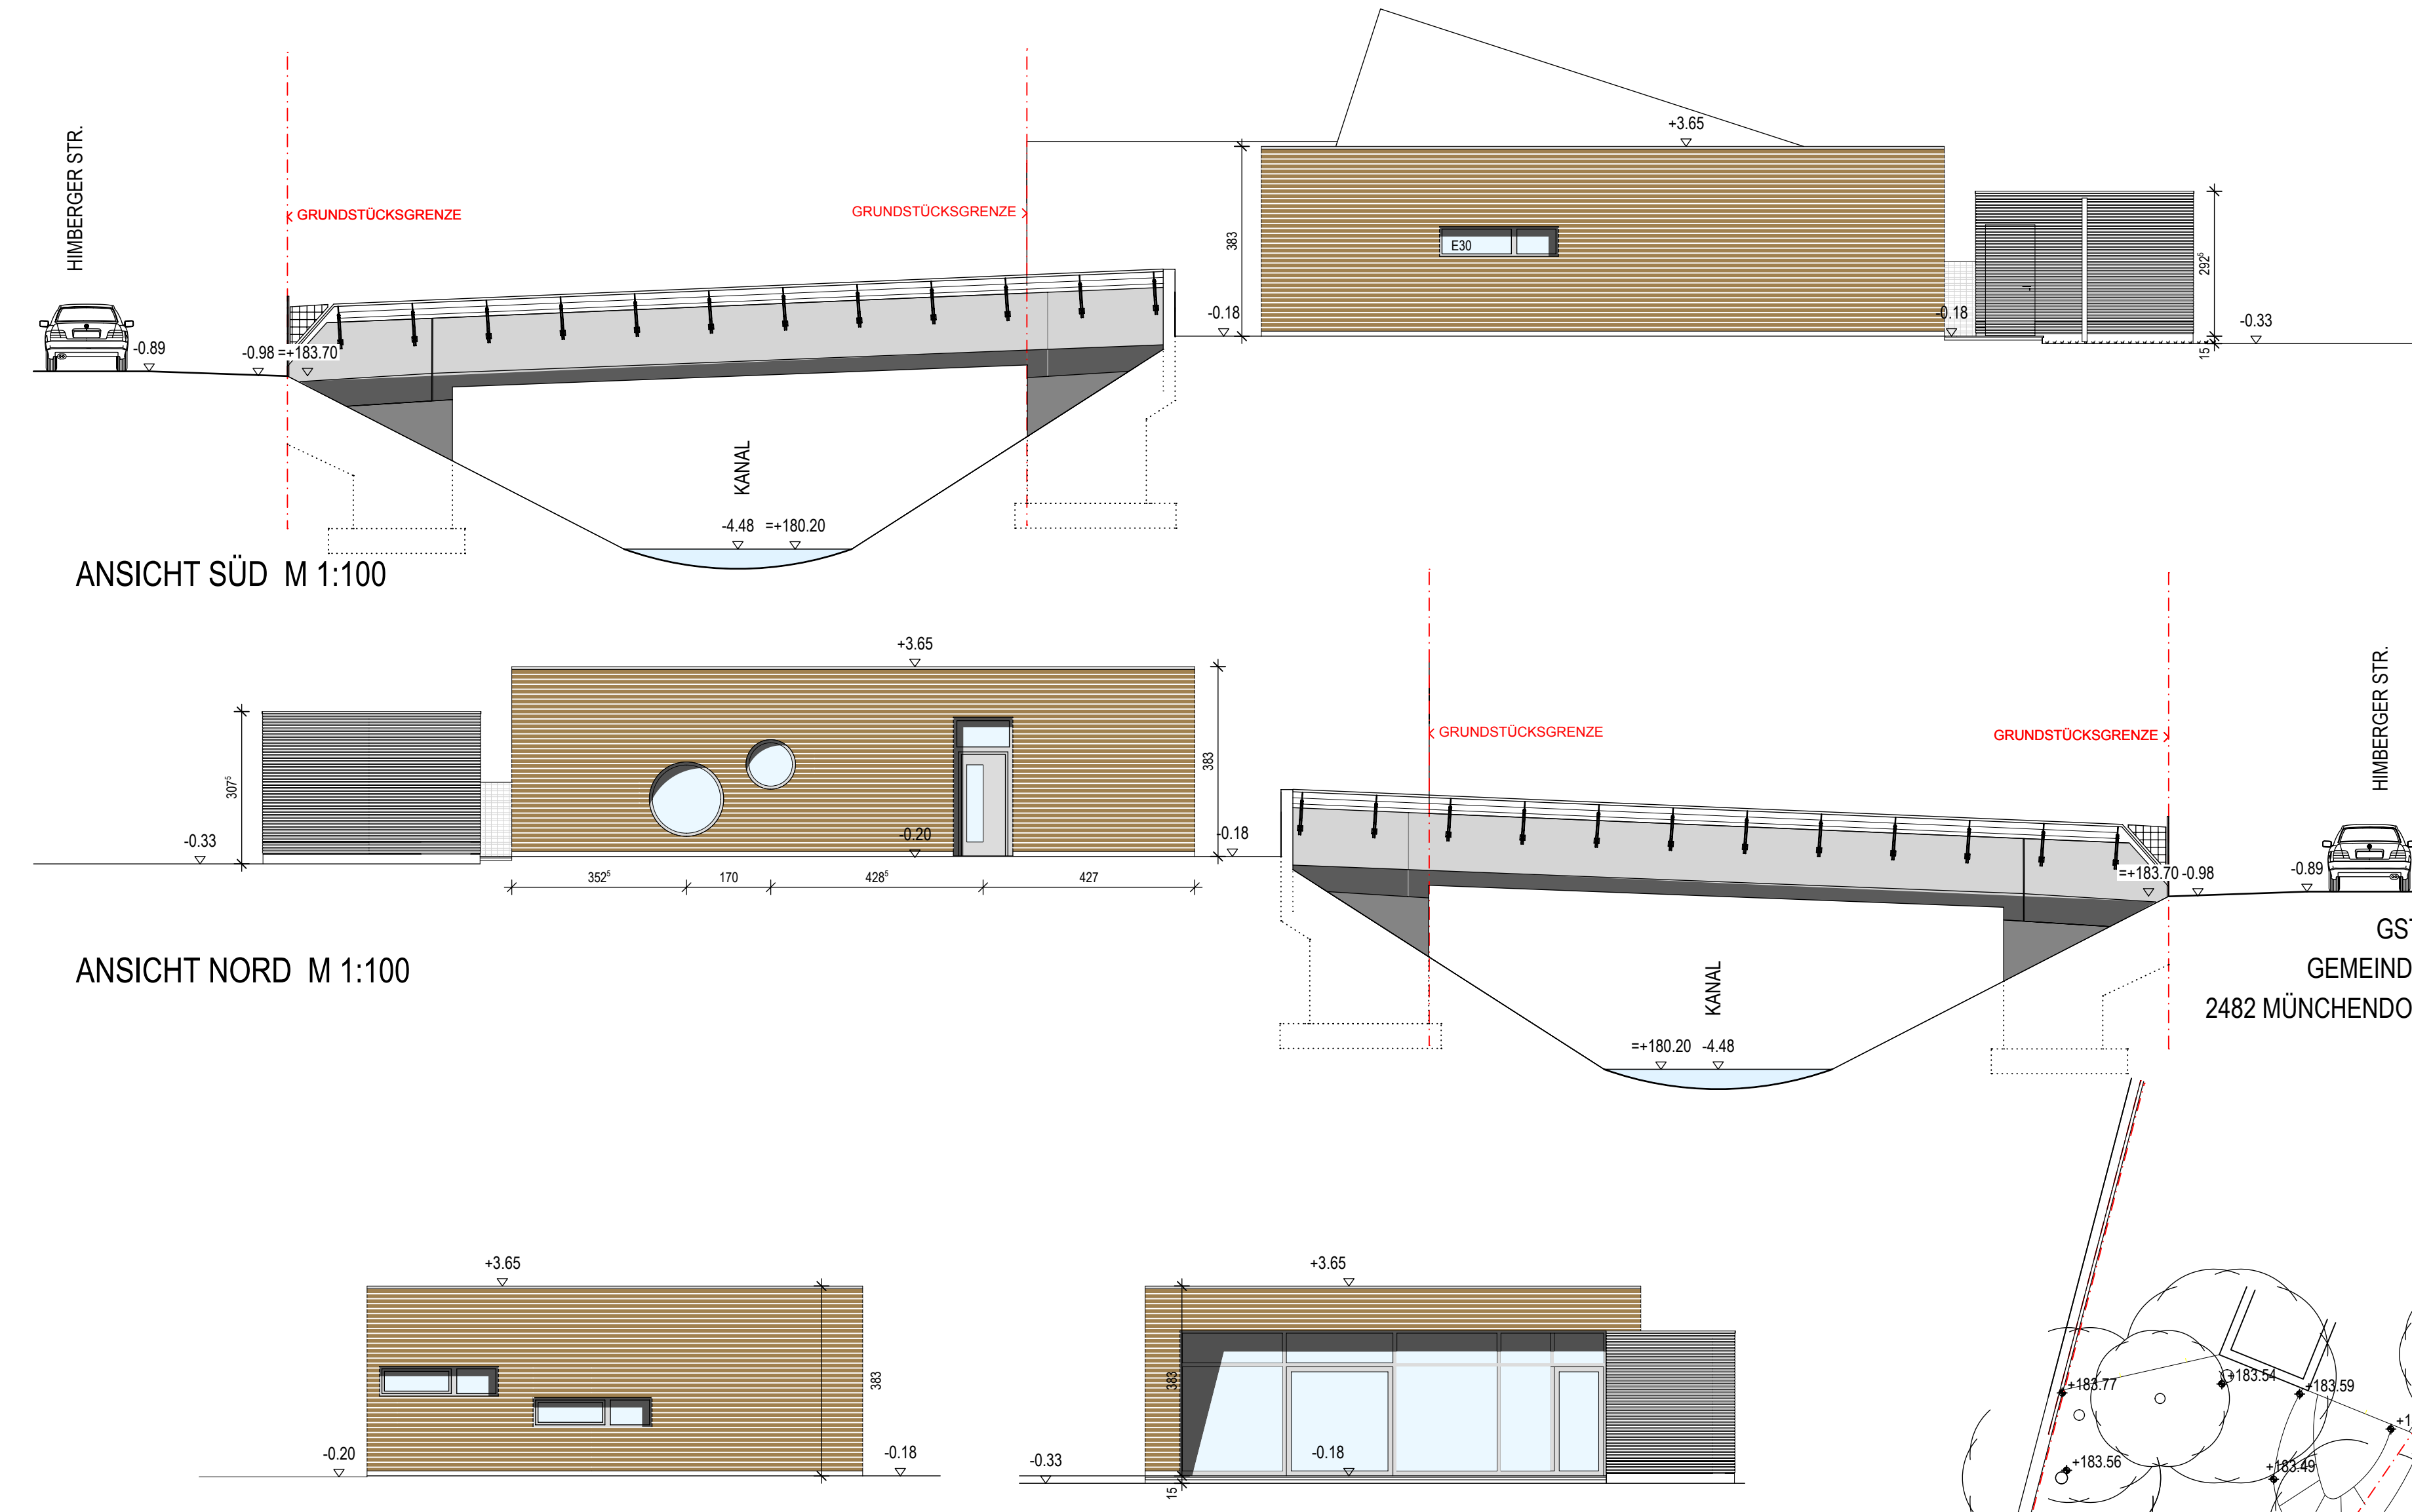 HIMBERGER STR.
GRUNDSTÜCKSGRENZE
GRUNDSTÜCKSGRENZE
+3.65
383
E30
292⁵
-0.18
-0.18
-0.33
15
-0.89
-0.98 =+183.70
KANAL
-4.48 =+180.20
ANSICHT SÜD M 1:100
+3.65
HIMBERGER STR.
GRUNDSTÜCKSGRENZE
GRUNDSTÜCKSGRENZE
307⁵
383
-0.33
-0.20
-0.18
352⁵ 170 428⁵ 427
=+183.70 -0.98
-0.89
GST
GEMEIND
2482 MÜNCHENDO
ANSICHT NORD M 1:100
KANAL
=+180.20 -4.48
+3.65
383
-0.20
-0.18
+3.65
383
-0.33
-0.18
15
+183.77
+183.54
+183.59
+1
+183.56
+183.49